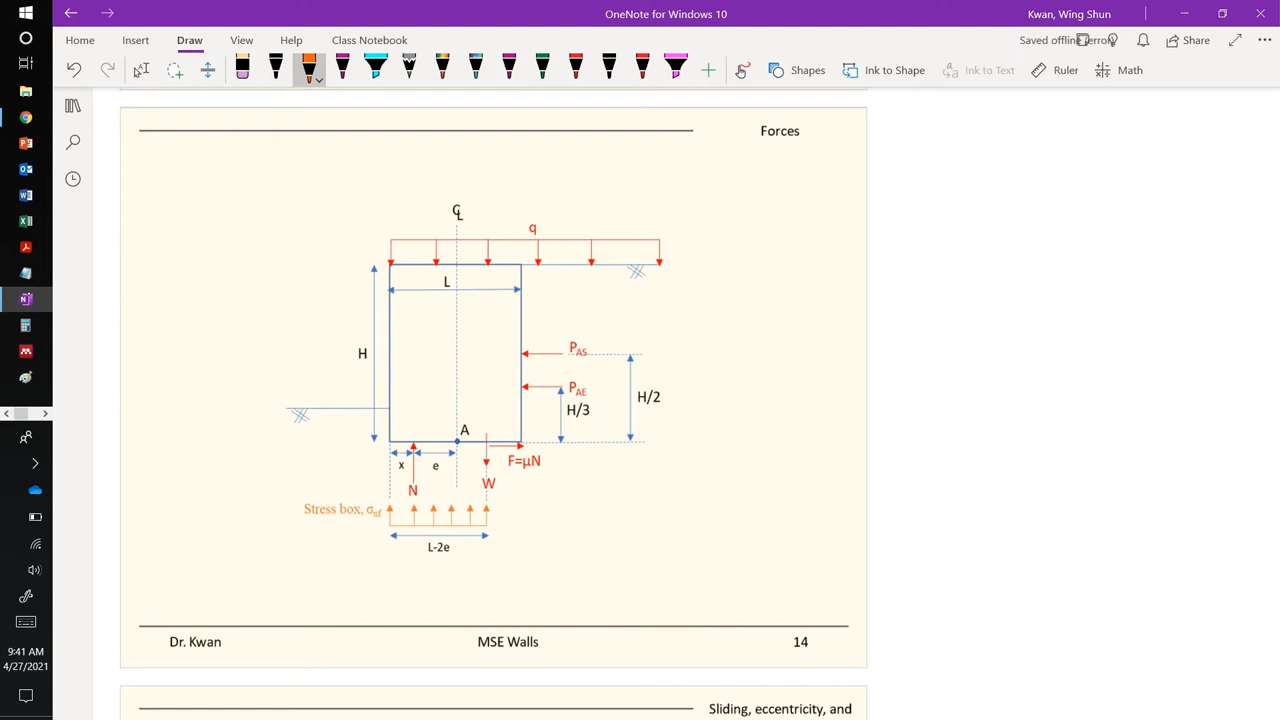 OneNote for Windows 10
Kwan, Wing Shun
Home Insert Draw View Help Class Notebook
Saved offline (error)
Share
Shapes Ink to Shape Ink to Text Ruler Math
Forces
q
L
H
PAS
PAE
H/3
H/2
A
x e
F=μN
N
W
Stress box, σnf
L-2e
Dr. Kwan MSE Walls 14
Sliding, eccentricity, and
9:41 AM
4/27/2021